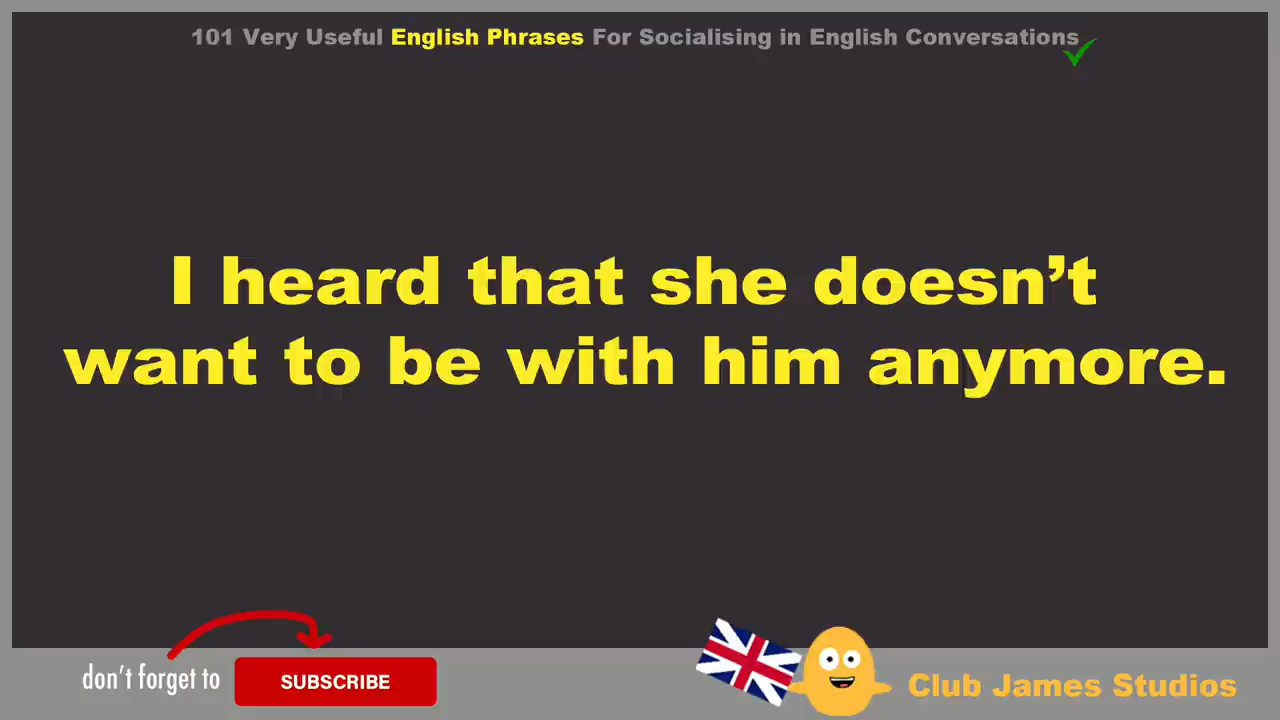 101 Very Useful English Phrases For Socialising in English Conversations
I heard that she doesn’t
want to be with him anymore.
don't forget to
SUBSCRIBE
Club James Studios